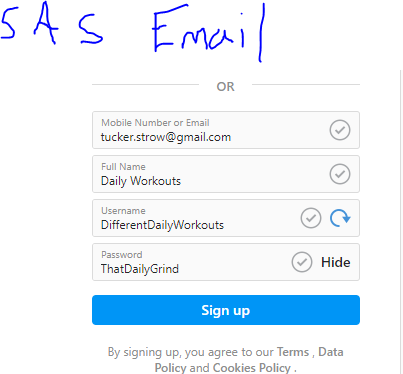 SAS Email
OR
Mobile Number or Email
tucker.strow@gmail.com
Full Name
Daily Workouts
Username
DifferentDailyWorkouts
Password
ThatDailyGrind
Hide
Sign up
By signing up, you agree to our Terms , Data
Policy and Cookies Policy .